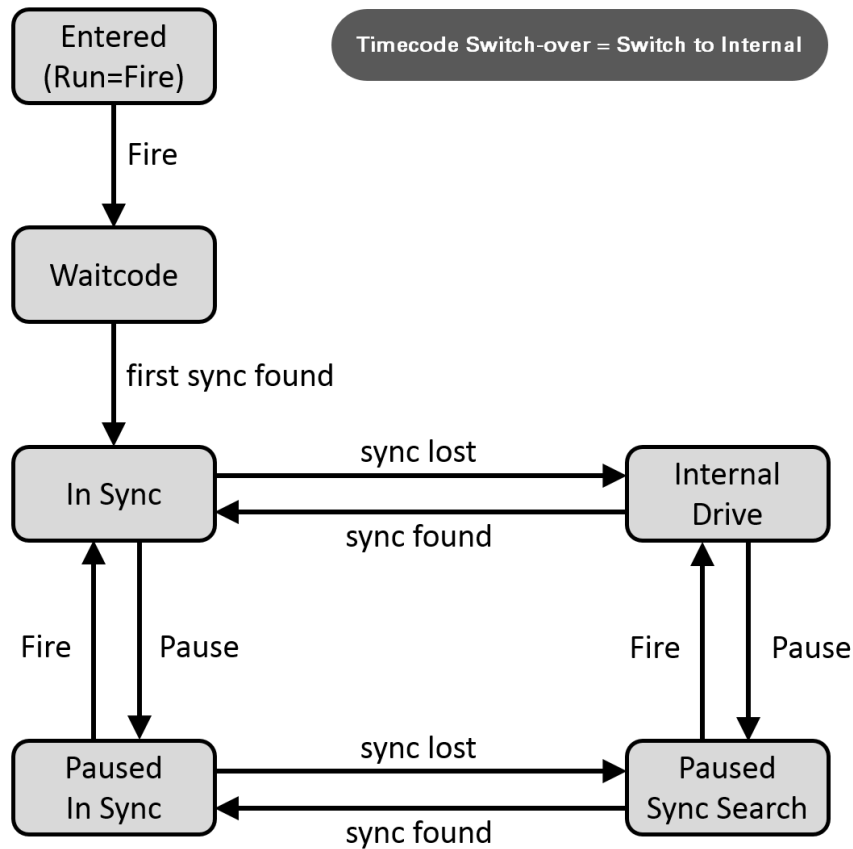 Entered
(Run=Fire)
Timecode Switch-over = Switch to Internal
Fire
Waitcode
first sync found
In Sync
sync lost
Internal
Drive
sync found
Fire
Pause
Fire
Pause
Paused
In Sync
sync lost
Paused
Sync Search
sync found